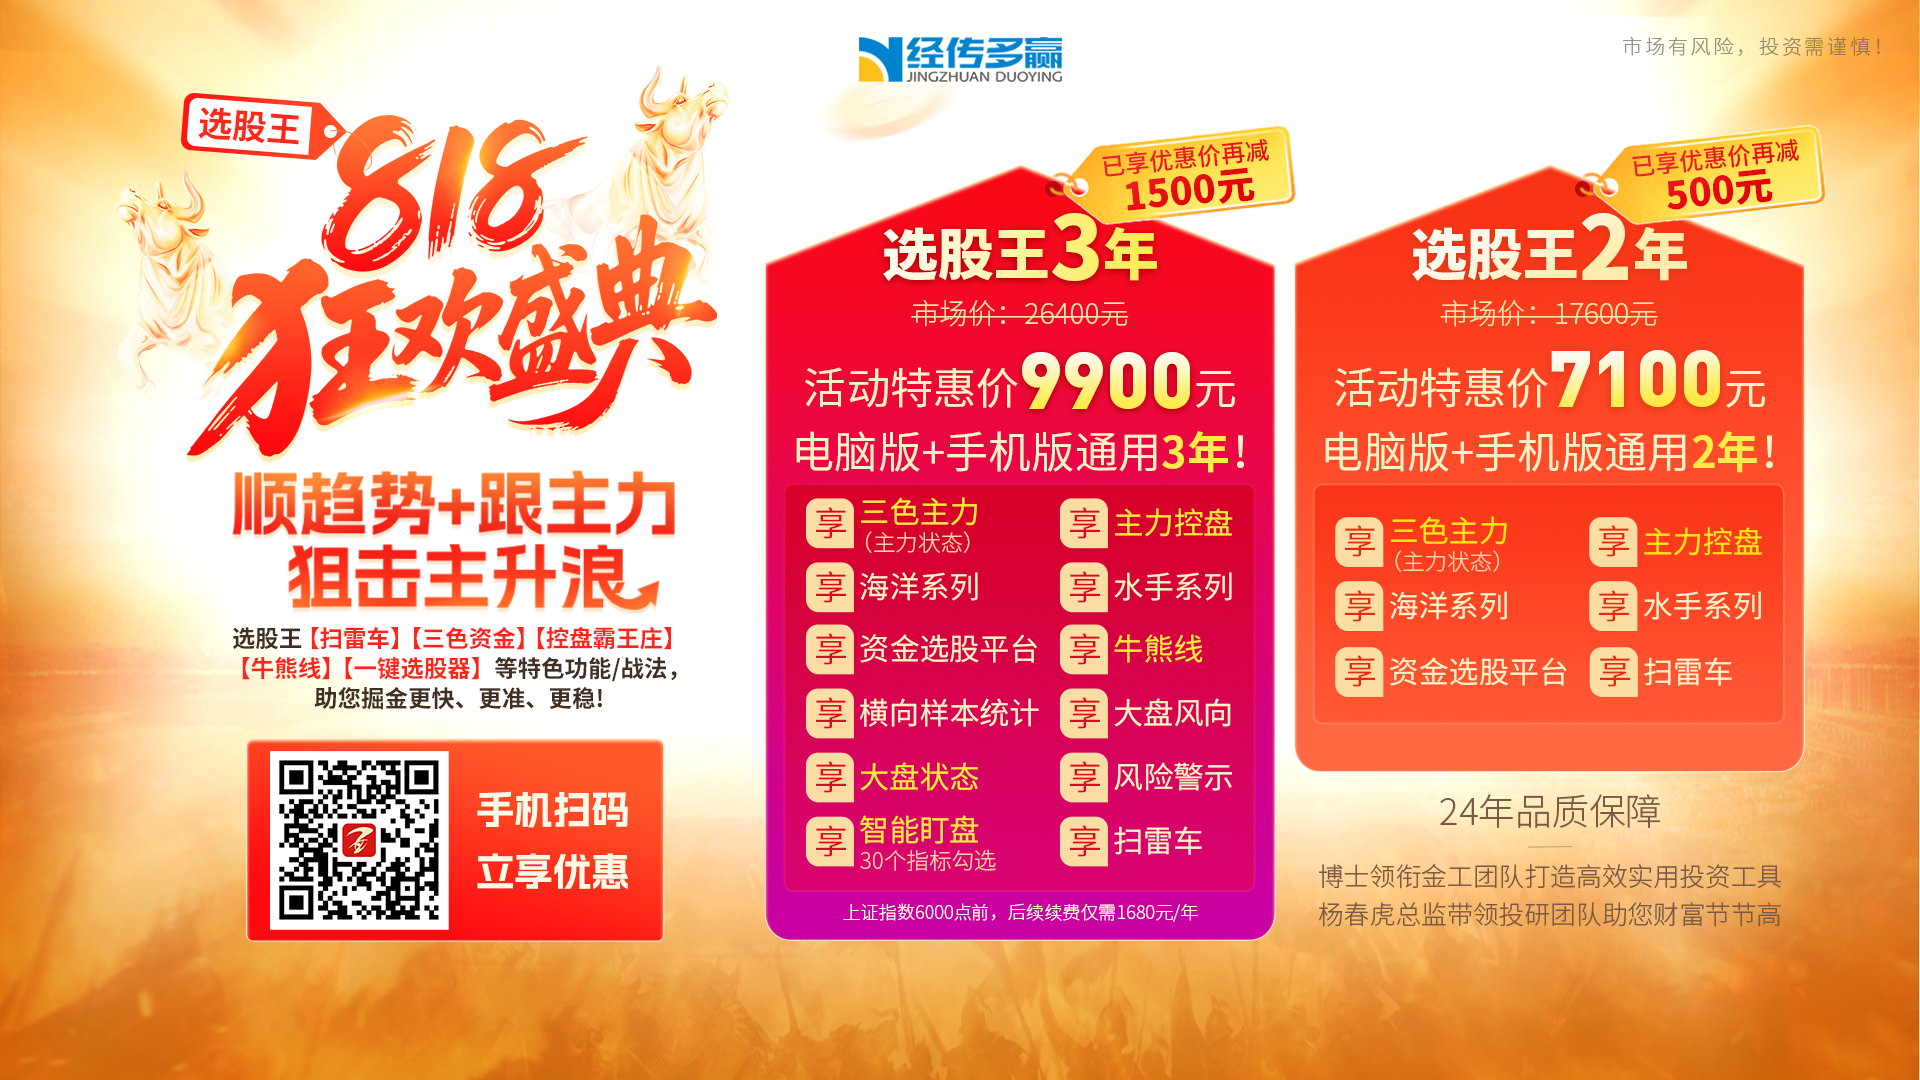 经传多赢
JINGZHUAN DUOYING
市场有风险，投资需谨慎！
选股王
818
狂欢盛典
顺趋势+跟主力
狙击主升浪
选股王【扫雷车】【三色资金】【控盘霸王庄】
【牛熊线】【一键选股器】等特色功能/战法，
助您掘金更快、更准、更稳！
手机扫码
立享优惠
已享优惠价再减
1500元
选股王3年
市场价：26400元
活动特惠价9900元
电脑版+手机版通用3年！
享 三色主力
（主力状态）
享 主力控盘
享 海洋系列
享 水手系列
享 资金选股平台
享 牛熊线
享 横向样本统计
享 大盘风向
享 大盘状态
享 风险警示
享 智能盯盘
30个指标勾选
享 扫雷车
上证指数6000点前，后续续费仅需1680元/年
已享优惠价再减
500元
选股王2年
市场价：17600元
活动特惠价7100元
电脑版+手机版通用2年！
享 三色主力
（主力状态）
享 主力控盘
享 海洋系列
享 水手系列
享 资金选股平台
享 扫雷车
24年品质保障
博士领衔金工团队打造高效实用投资工具
杨春虎总监带领投研团队助您财富节节高